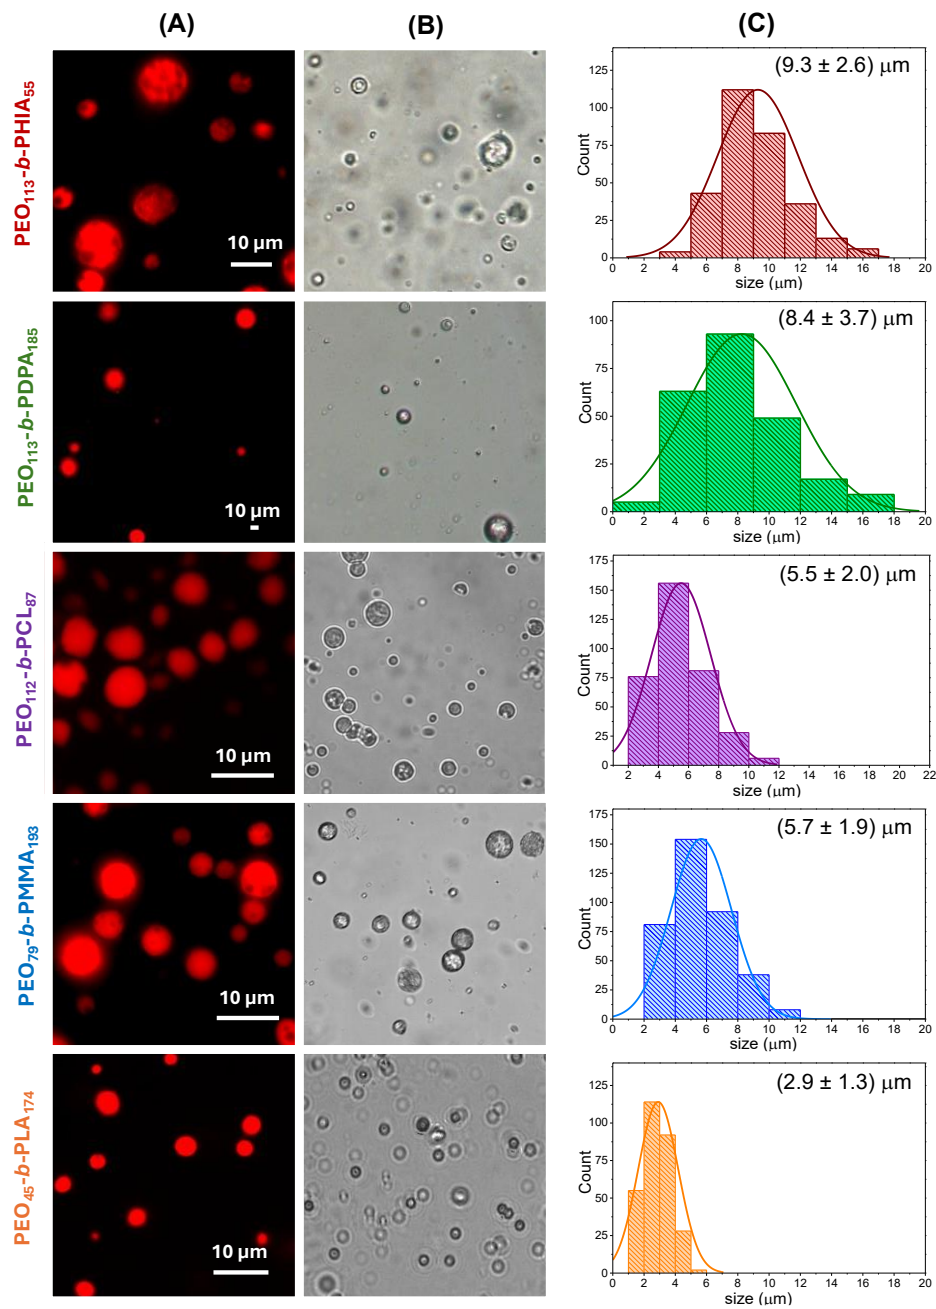 (A)
(B)
(C)
PEO₁₁₃-b-PHIA₅₅
10 µm
(9.3 ± 2.6) µm
Count
125
100
75
50
25
0
0 2 4 6 8 10 12 14 16 18 20
size (µm)
PEO₁₁₃-b-PDPA₁₈₅
10 µm
(8.4 ± 3.7) µm
Count
100
75
50
25
0
0 2 4 6 8 10 12 14 16 18 20
size (µm)
PEO₁₁₂-b-PCL₈₇
10 µm
(5.5 ± 2.0) µm
Count
175
150
125
100
75
50
25
0
2 4 6 8 10 12 14 16 18 20 22
size (µm)
PEO₇₉-b-PMMA₁₉₃
10 µm
(5.7 ± 1.9) µm
Count
175
150
125
100
75
50
25
0
0 2 4 6 8 10 12 14 16 18 20
size (µm)
PEO₄₅-b-PLA₁₇₄
10 µm
(2.9 ± 1.3) µm
Count
125
100
75
50
25
0
0 2 4 6 8 10 12 14 16 18 20
size (µm)